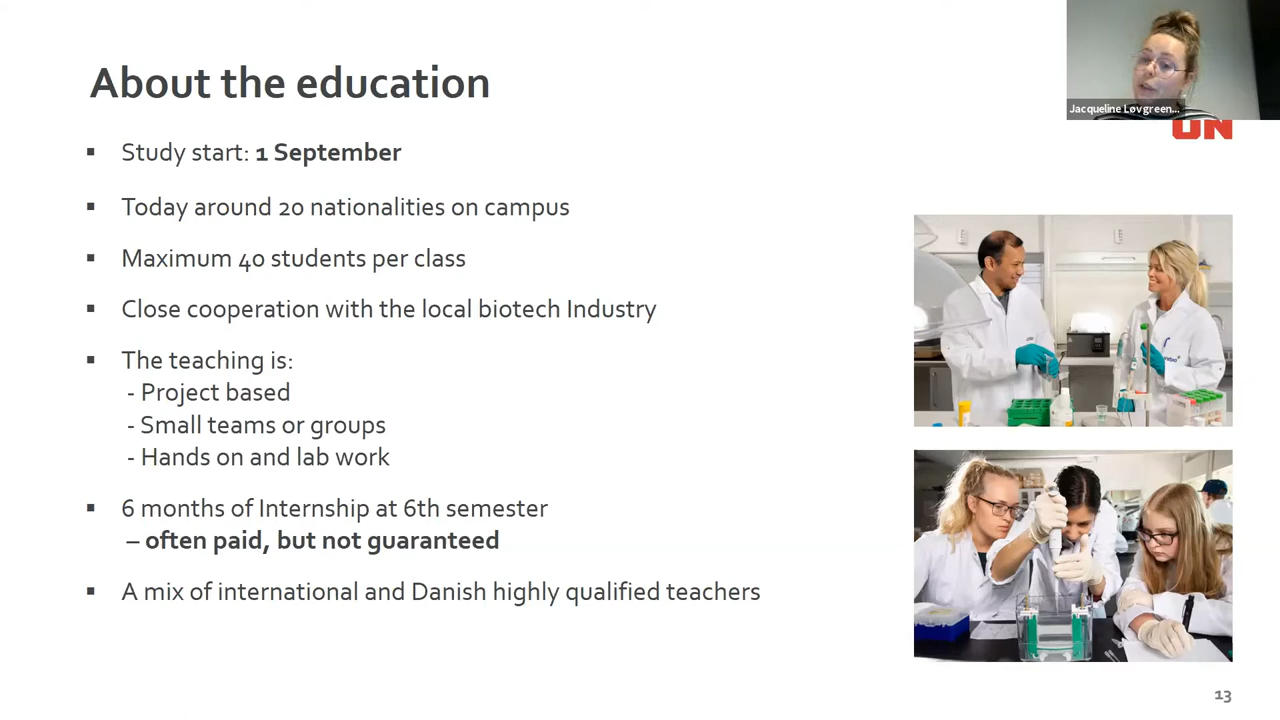 Jacqueline Løvgreen...
ON
About the education
▪ Study start: 1 September
▪ Today around 20 nationalities on campus
▪ Maximum 40 students per class
▪ Close cooperation with the local biotech Industry
▪ The teaching is:
- Project based
- Small teams or groups
- Hands on and lab work
▪ 6 months of Internship at 6th semester
– often paid, but not guaranteed
▪ A mix of international and Danish highly qualified teachers
13